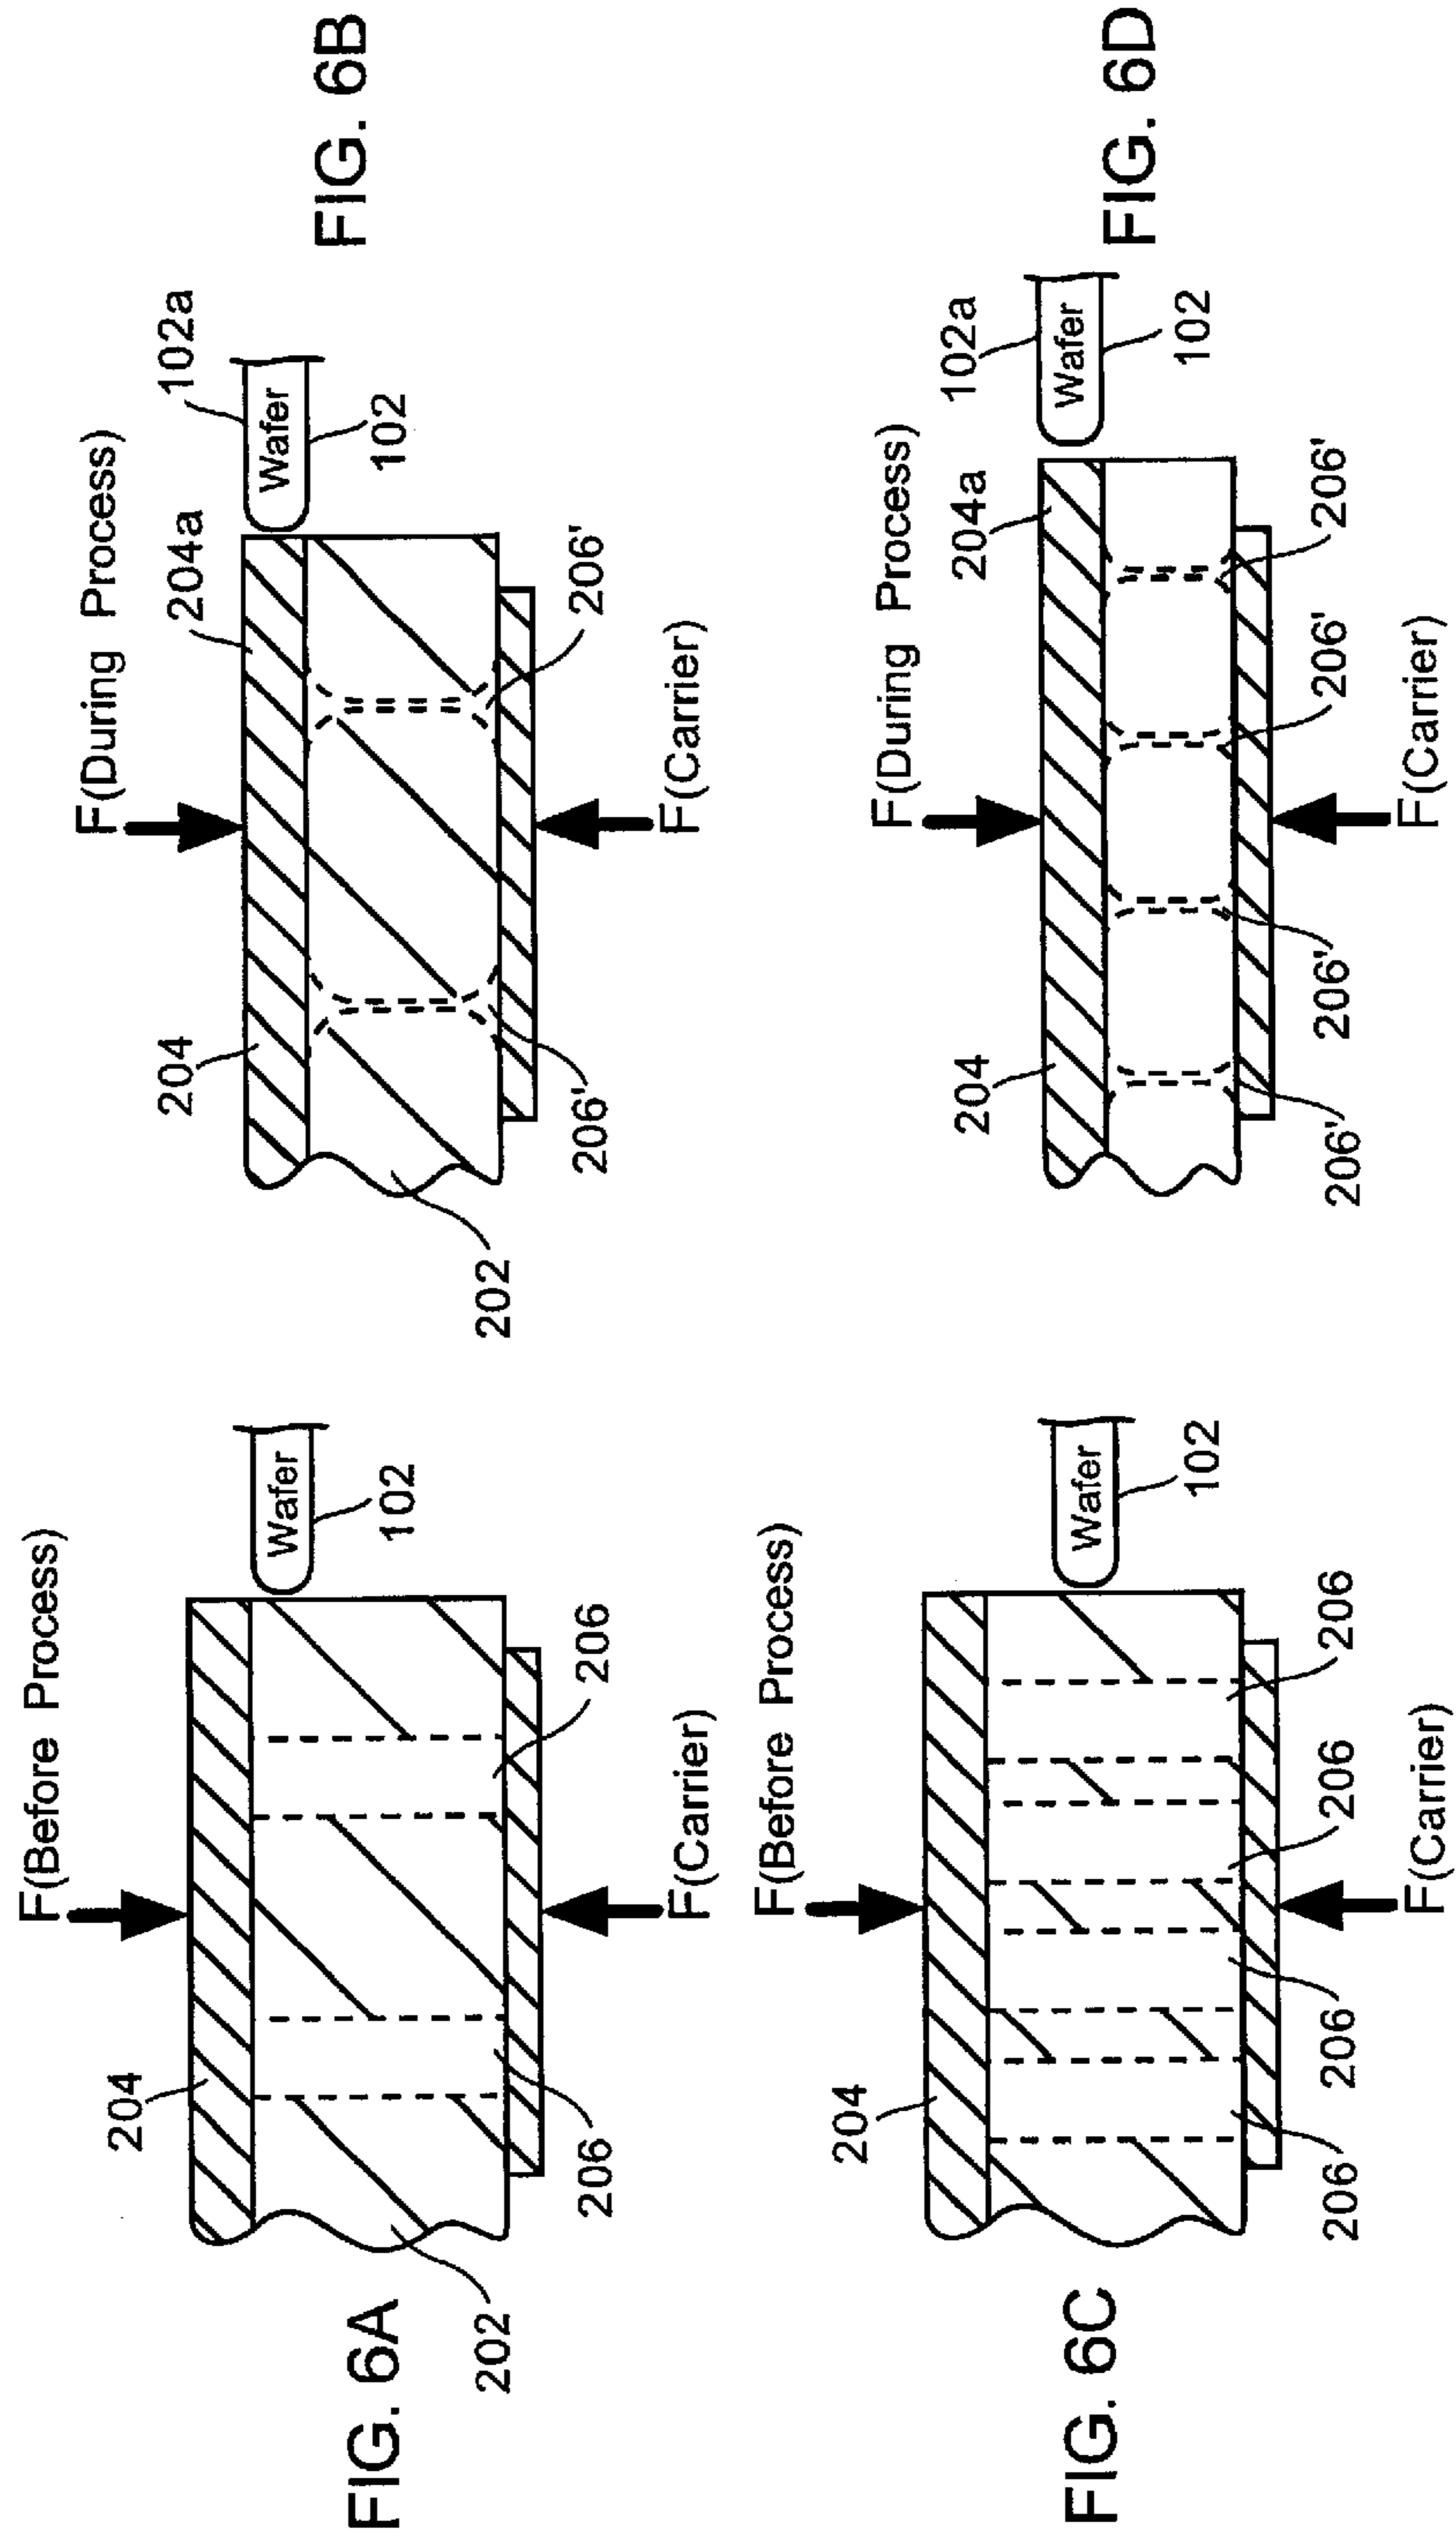 F(Before Process)
204
Wafer
102
202
206
206
F(Carrier)
FIG. 6A
F(During Process)
204
204a
102a
Wafer
102
202
206'
206'
F(Carrier)
FIG. 6B
F(Before Process)
204
Wafer
102
206
206
206
206
F(Carrier)
FIG. 6C
F(During Process)
204
204a
102a
Wafer
102
206'
206'
206'
206'
F(Carrier)
FIG. 6D